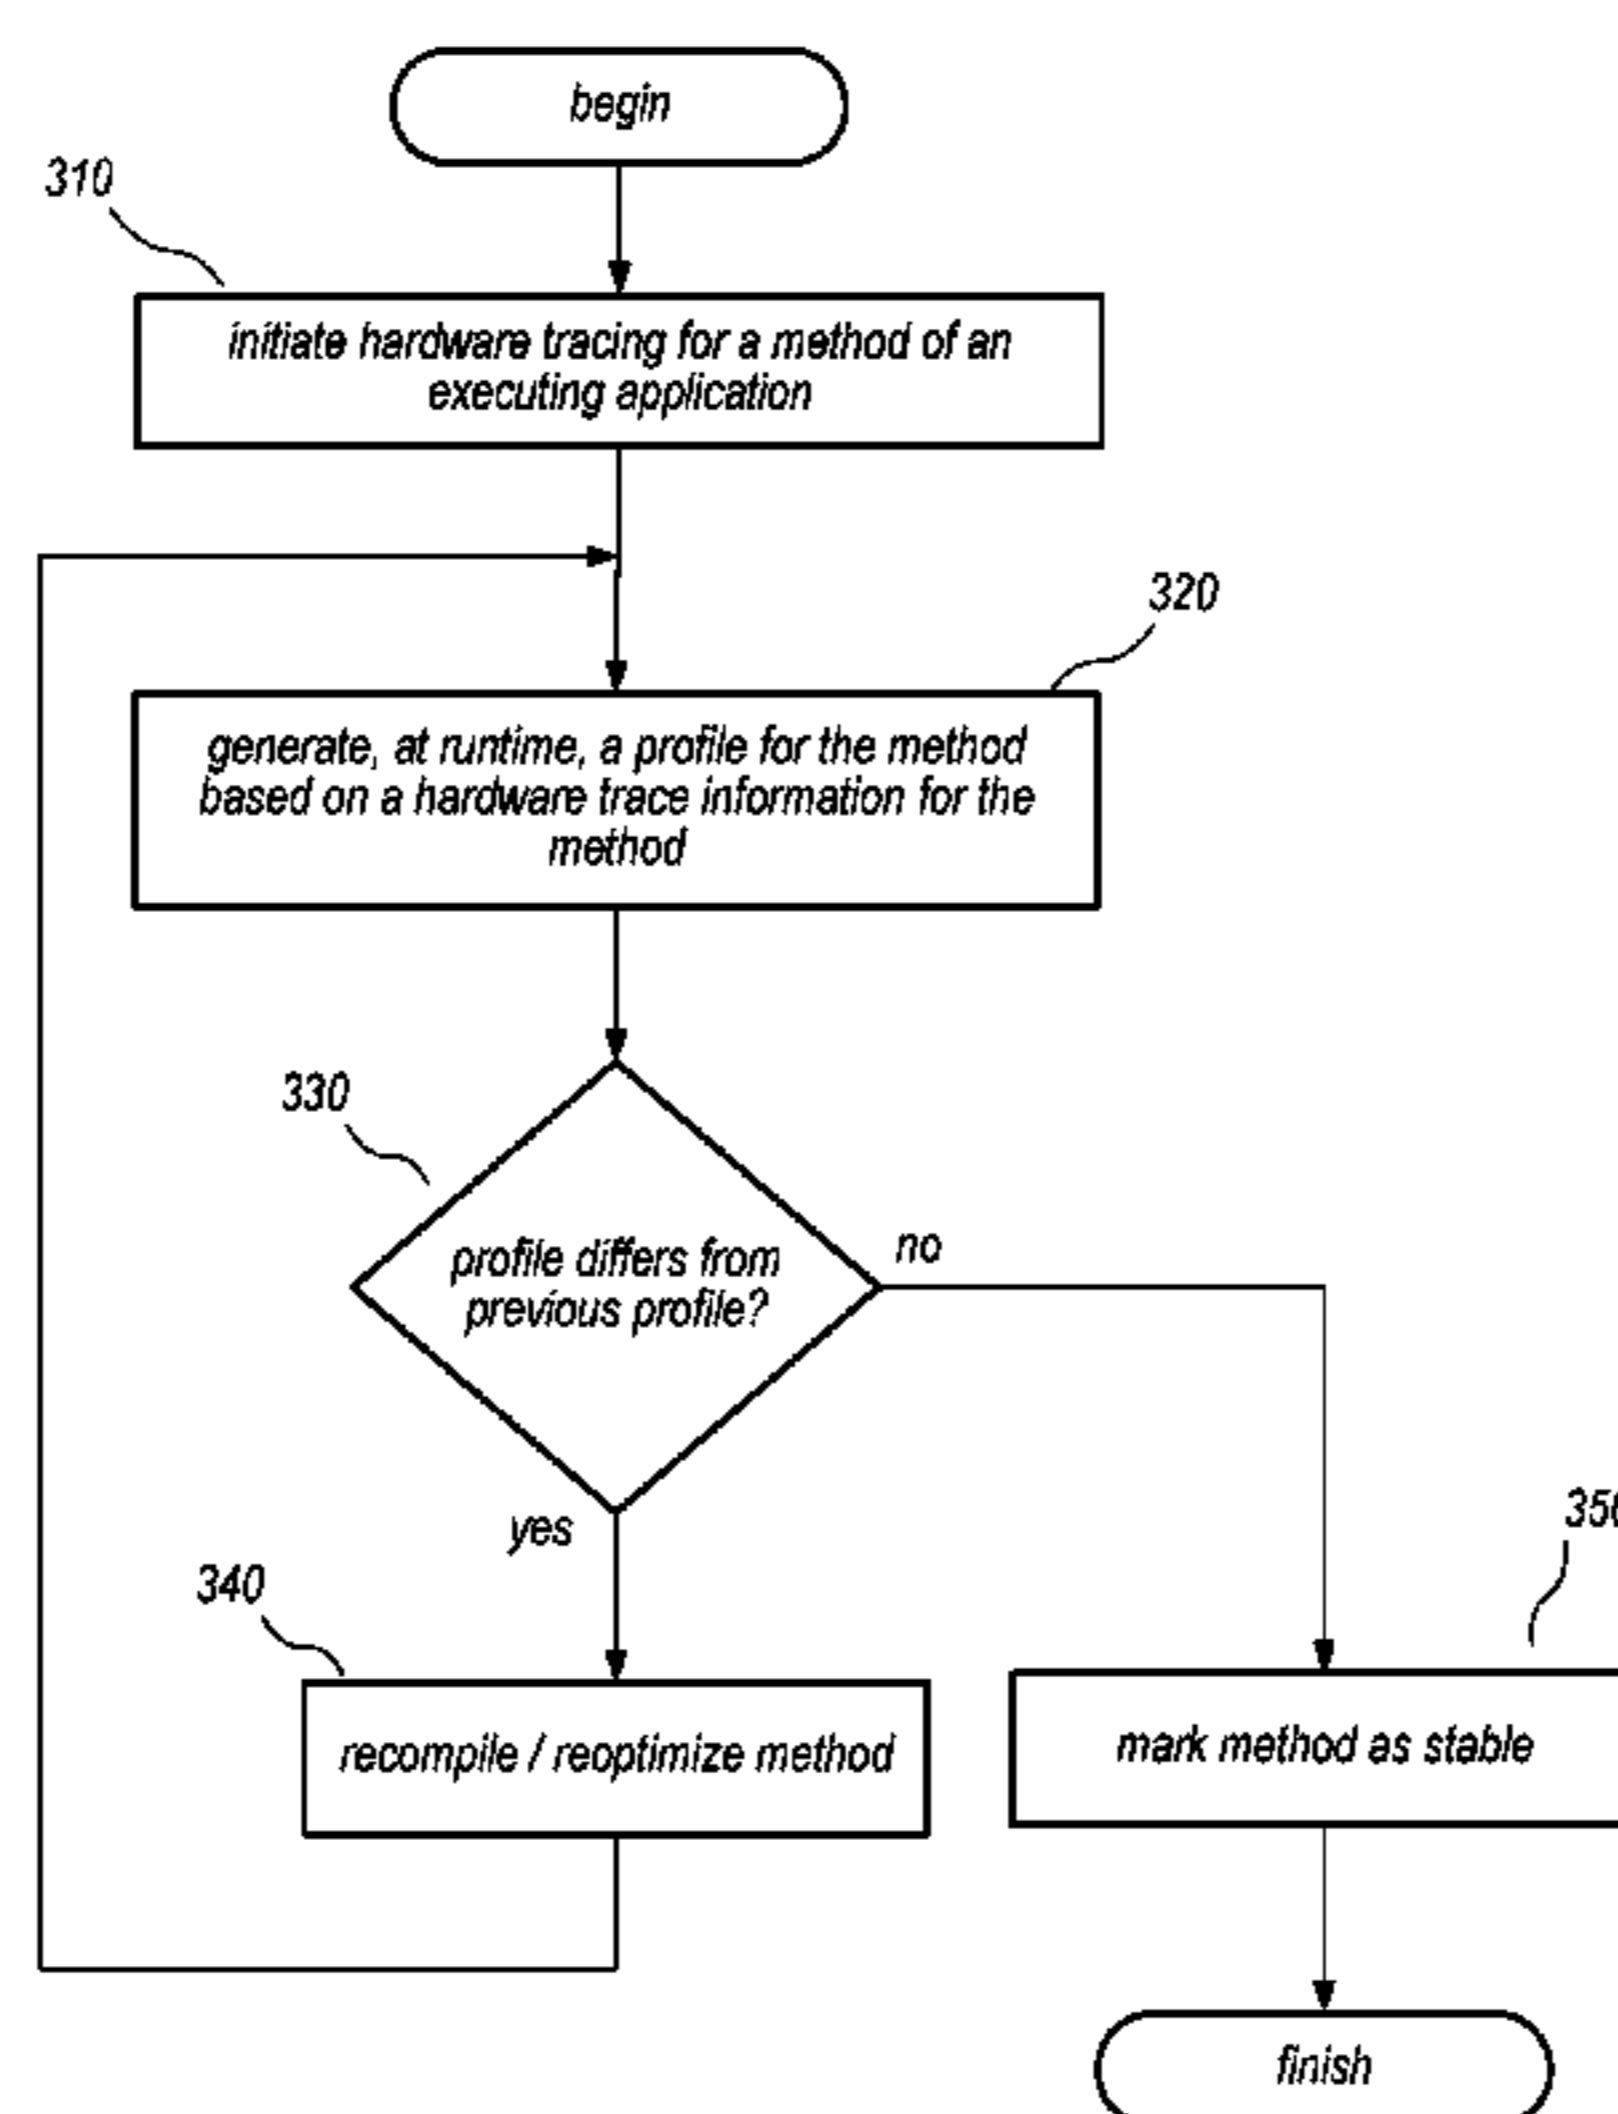 begin
310
initiate hardware tracing for a method of an
executing application
320
generate, at runtime, a profile for the method
based on a hardware trace information for the
method
330
profile differs from
previous profile?
no
yes
340
recompile / reoptimize method
mark method as stable
finish